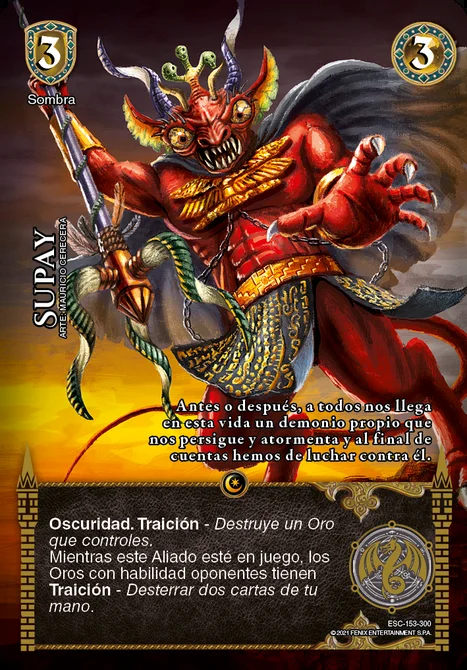 3
3
Sombra
SUPAY
ARTE: MAURICIO CERECERA
Antes o después, a todos nos llega
en esta vida un demonio propio que
nos persigue y atormenta y al final de
cuentas hemos de luchar contra él.
Oscuridad. Traición - Destruye un Oro
que controles.
Mientras este Aliado esté en juego, los
Oros con habilidad oponentes tienen
Traición - Desterrar dos cartas de tu
mano.
ESC-153-300
©2021 FENIX ENTERTAINMENT S.P.A.